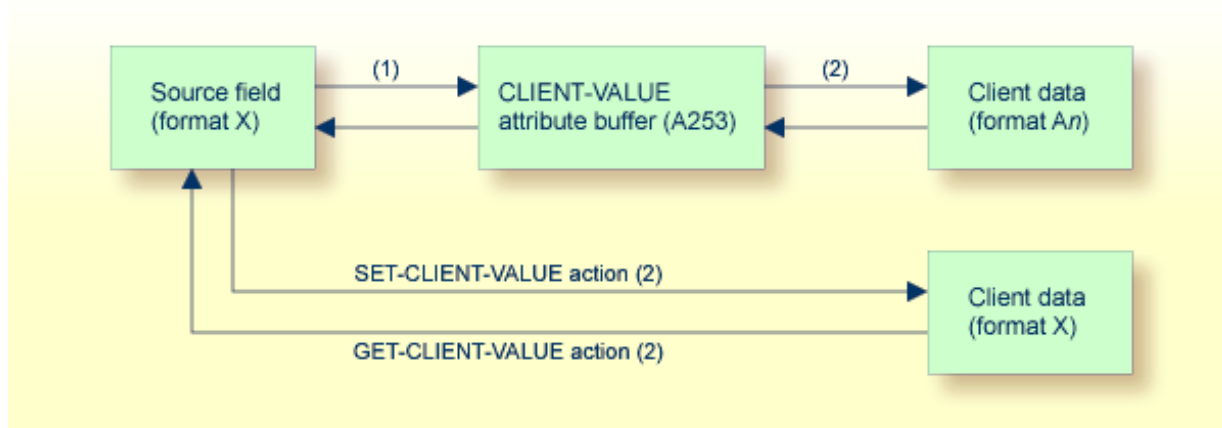 (1)
(2)
Source field
(format X)
CLIENT-VALUE
attribute buffer (A253)
Client data
(format An)
SET-CLIENT-VALUE action (2)
GET-CLIENT-VALUE action (2)
Client data
(format X)